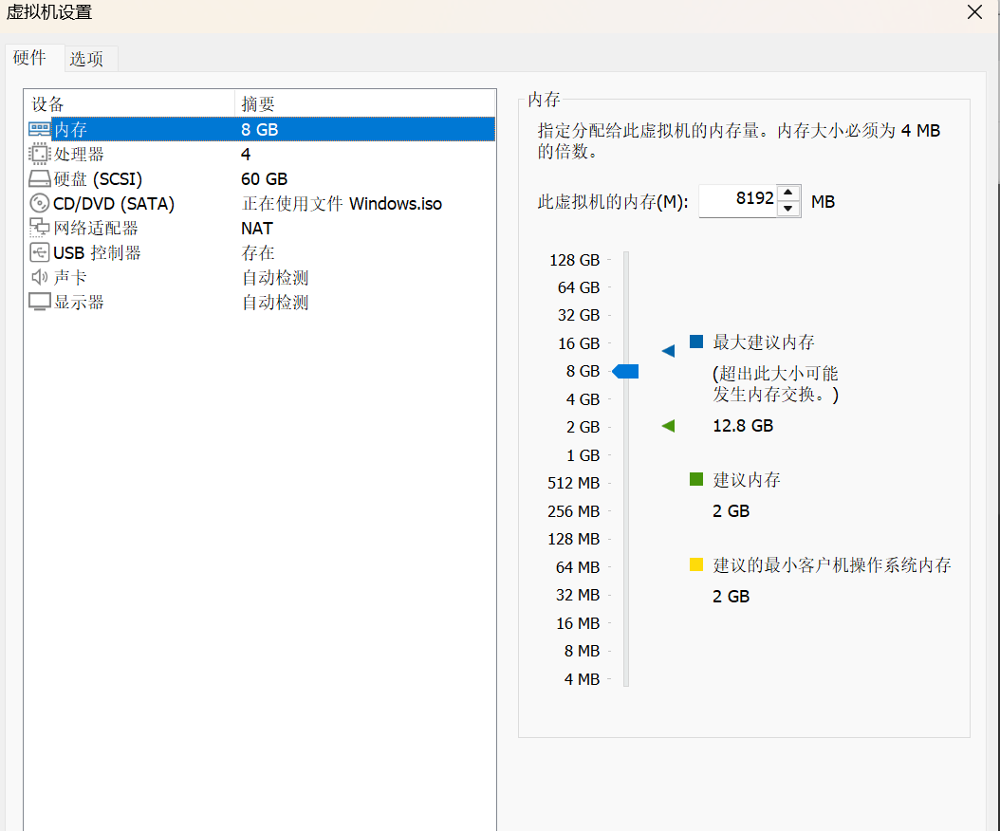 虚拟机设置
硬件 选项
设备 摘要
内存 8 GB
处理器 4
硬盘 (SCSI) 60 GB
CD/DVD (SATA) 正在使用文件 Windows.iso
网络适配器 NAT
USB 控制器 存在
声卡 自动检测
显示器 自动检测
内存
指定分配给此虚拟机的内存量。内存大小必须为 4 MB
的倍数。
此虚拟机的内存(M): 8192 MB
128 GB
64 GB
32 GB
16 GB
8 GB
4 GB
2 GB
1 GB
512 MB
256 MB
128 MB
64 MB
32 MB
16 MB
8 MB
4 MB
最大建议内存
(超出此大小可能
发生内存交换。)
12.8 GB
建议内存
2 GB
建议的最小客户机操作系统内存
2 GB